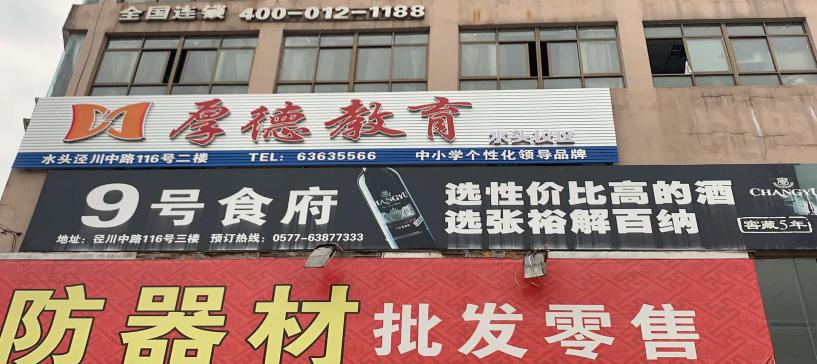 全国连锁 400-012-1188
厚德教育 水头校区
水头泾川中路116号二楼 TEL: 63635566 中小学个性化领导品牌
9号食府
地址：径川中路116号三楼 预订热线：0577-63877333
CHANGYU
选性价比高的酒
选张裕解百纳
CHANGYU
窖藏5年
防器材 批发零售